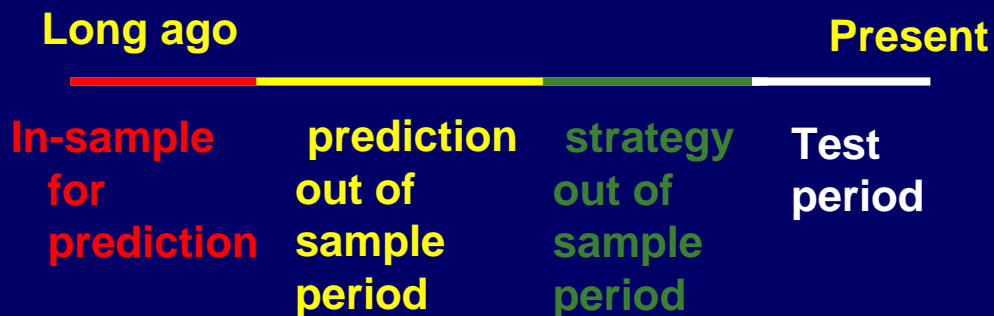 Long ago
Present
In-sample
for
prediction
prediction
out of
sample
period
strategy
out of
sample
period
Test
period